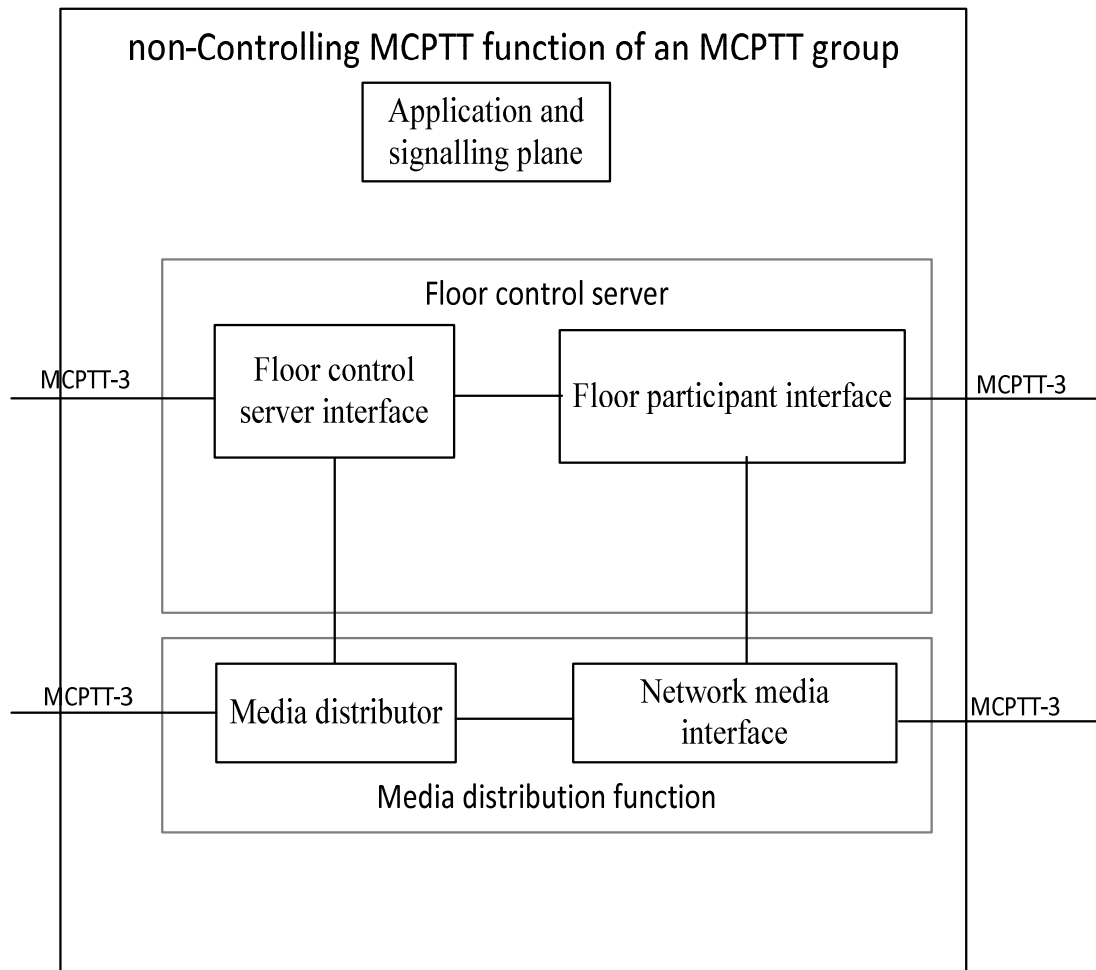 non-Controlling MCPTT function of an MCPTT group
Application and
signalling plane
Floor control server
Floor control
server interface
Floor participant interface
MCPTT-3
MCPTT-3
Media distributor
Network media
interface
MCPTT-3
MCPTT-3
Media distribution function